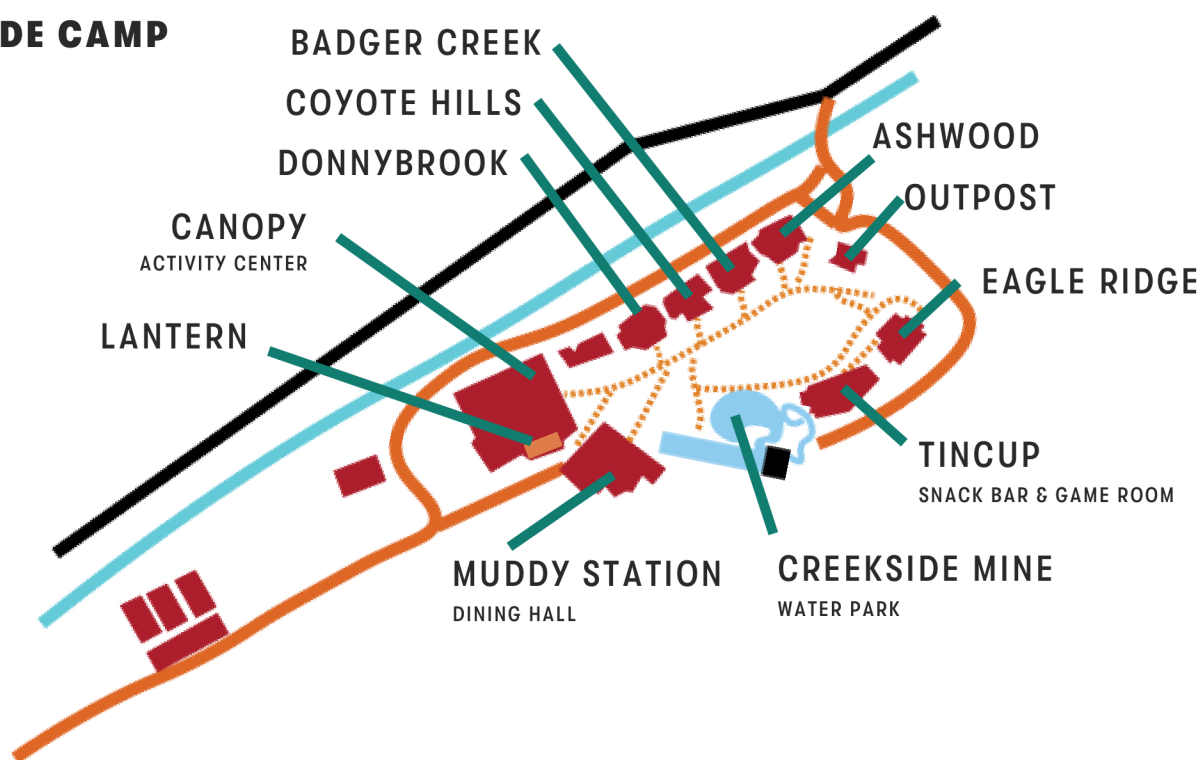 DE CAMP
BADGER CREEK
COYOTE HILLS
DONNYBROOK
ASHWOOD
OUTPOST
CANOPY
ACTIVITY CENTER
EAGLE RIDGE
LANTERN
TINCUP
SNACK BAR & GAME ROOM
MUDDY STATION
DINING HALL
CREEKSIDE MINE
WATER PARK